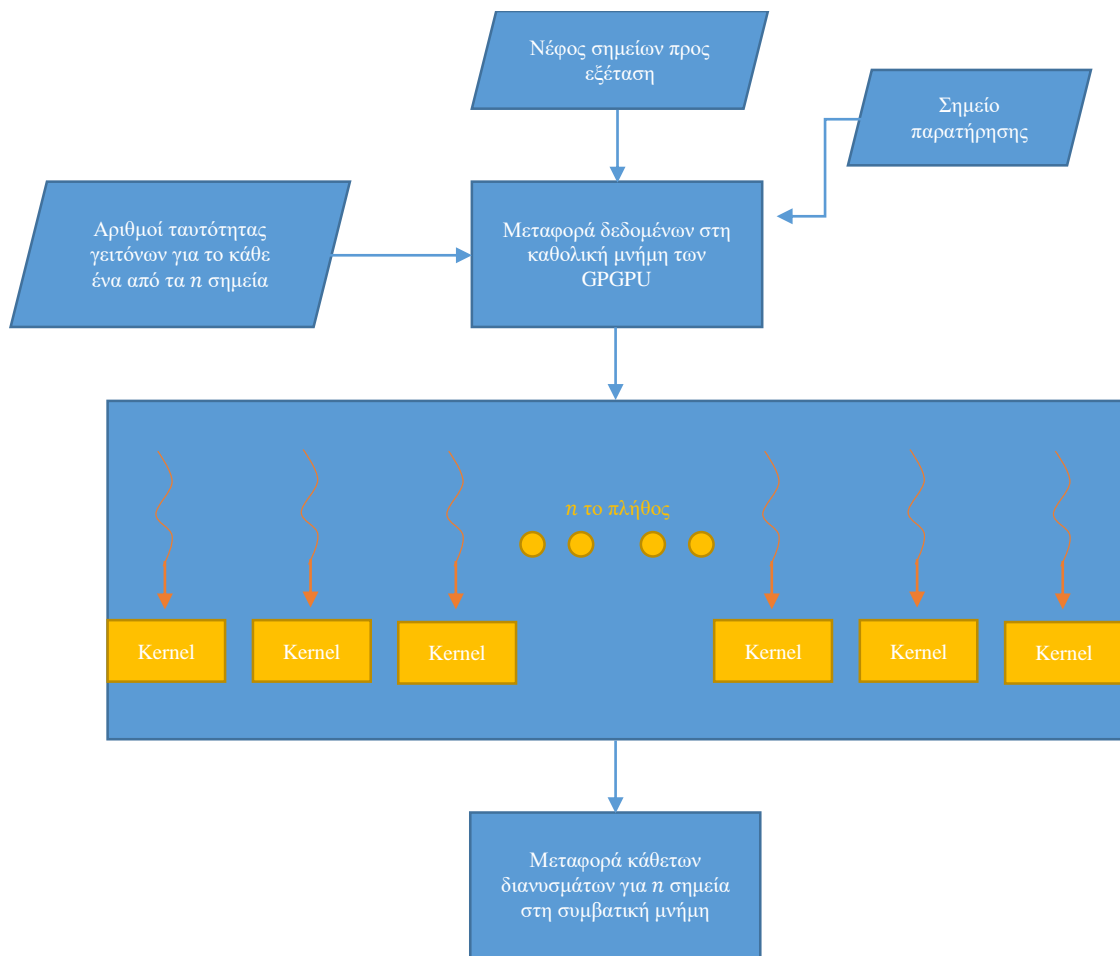 Νέφος σημείων προς
εξέταση
Σημείο
παρατήρησης
Αριθμοί ταυτότητας
γειτόνων για το κάθε
ένα από τα n σημεία
Μεταφορά δεδομένων στη
καθολική μνήμη των
GPGPU
n το πλήθος
Kernel
Kernel
Kernel
Kernel
Kernel
Kernel
Μεταφορά κάθετων
διανυσμάτων για n σημεία
στη συμβατική μνήμη